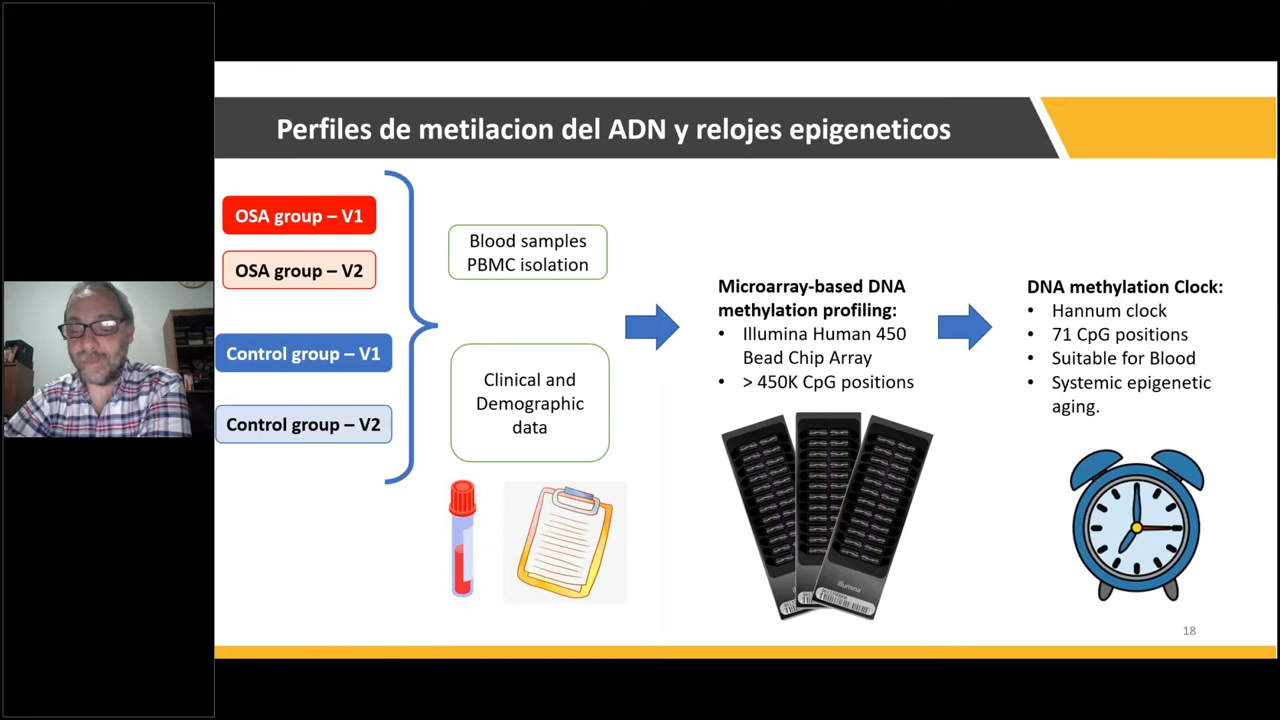 Perfiles de metilacion del ADN y relojes epigeneticos
OSA group – V1
OSA group – V2
Control group – V1
Control group – V2
Blood samples
PBMC isolation
Clinical and
Demographic
data
Microarray-based DNA
methylation profiling:
• Illumina Human 450
Bead Chip Array
• > 450K CpG positions
illumina
DNA methylation Clock:
• Hannum clock
• 71 CpG positions
• Suitable for Blood
• Systemic epigenetic
aging.
18